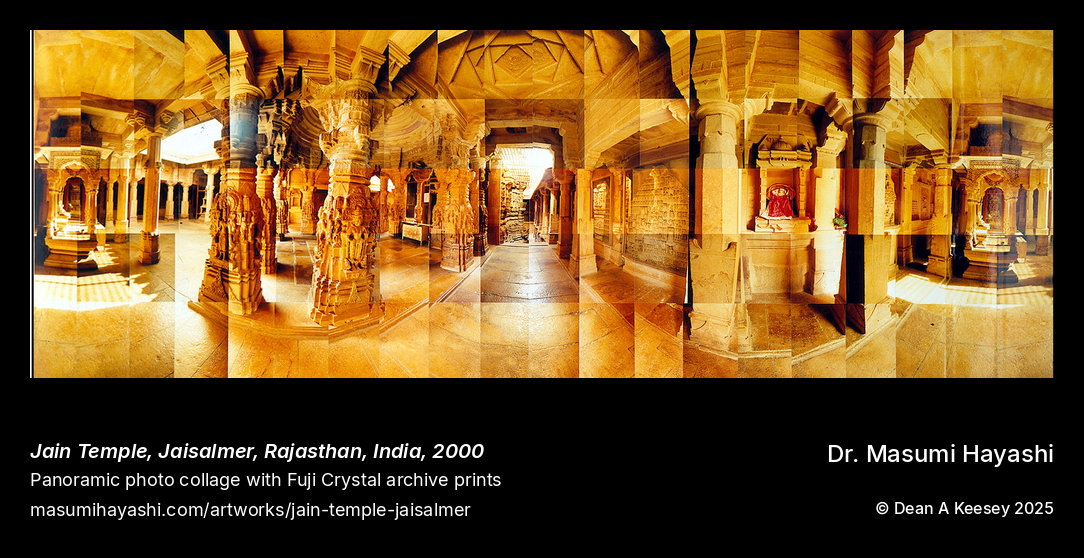 Jain Temple, Jaisalmer, Rajasthan, India, 2000
Panoramic photo collage with Fuji Crystal archive prints
masumihayashi.com/artworks/jain-temple-jaisalmer
Dr. Masumi Hayashi
© Dean A Keesey 2025